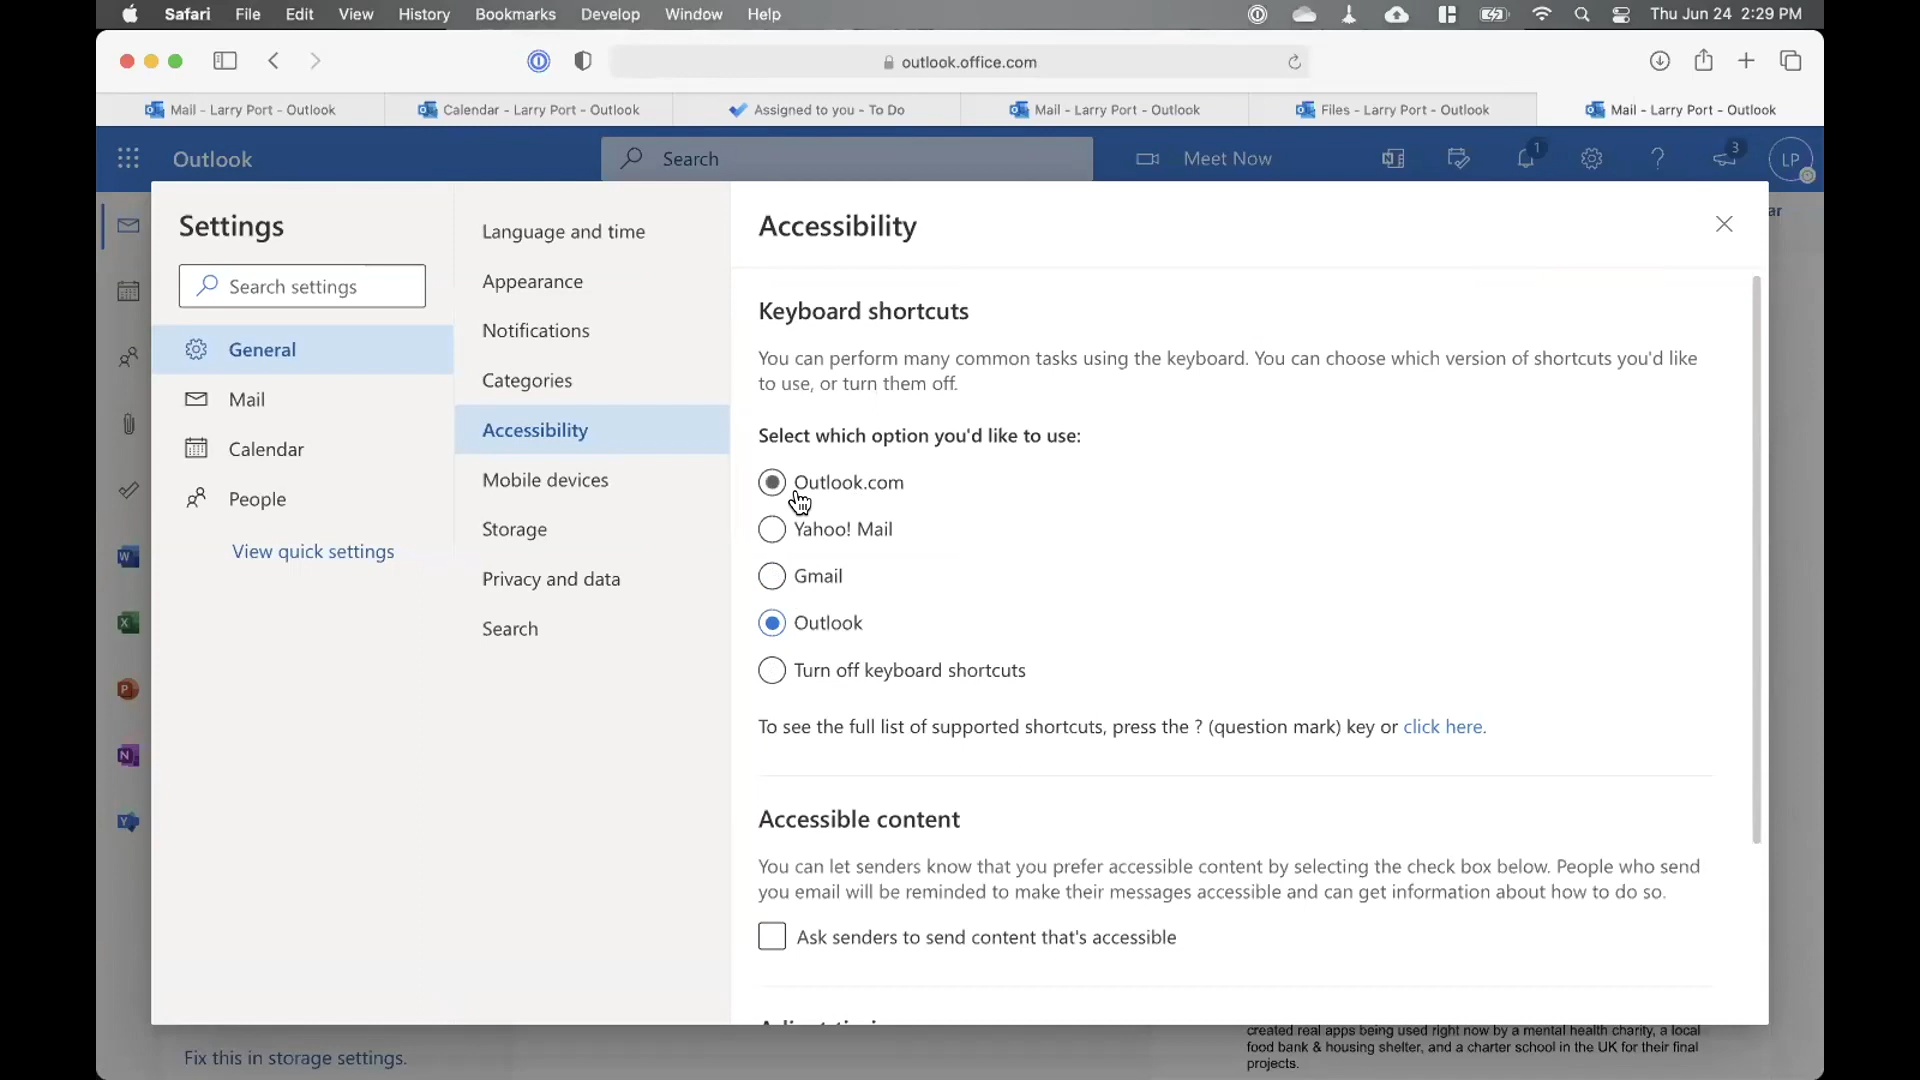 Safari File Edit View History Bookmarks Develop Window Help Thu Jun 24 2:29 PM
outlook.office.com
Mail - Larry Port - Outlook Calendar - Larry Port - Outlook Assigned to you - To Do Mail - Larry Port - Outlook Files - Larry Port - Outlook Mail - Larry Port - Outlook
Outlook Search Meet Now 1 3 LP
ar
Settings
Search settings
General
Mail
Calendar
People
View quick settings
Language and time
Appearance
Notifications
Categories
Accessibility
Mobile devices
Storage
Privacy and data
Search
Accessibility
Keyboard shortcuts
You can perform many common tasks using the keyboard. You can choose which version of shortcuts you'd like
to use, or turn them off.
Select which option you'd like to use:
Outlook.com
Yahoo! Mail
Gmail
Outlook
Turn off keyboard shortcuts
To see the full list of supported shortcuts, press the ? (question mark) key or click here.
Accessible content
You can let senders know that you prefer accessible content by selecting the check box below. People who send
you email will be reminded to make their messages accessible and can get information about how to do so.
Ask senders to send content that's accessible
Fix this in storage settings.
created real apps being used right now by a mental health charity, a local
food bank & housing shelter, and a charter school in the UK for their final
projects.